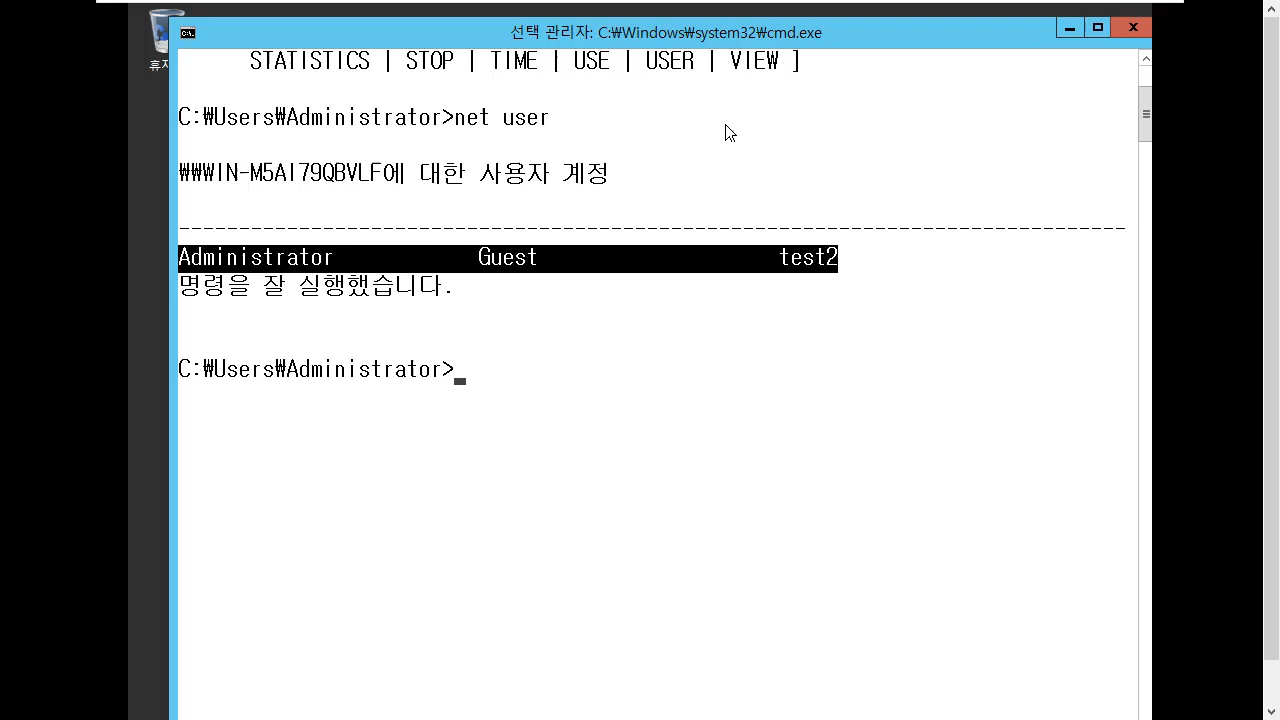 선택 관리자: C:₩Windows₩system32₩cmd.exe
휴지
STATISTICS | STOP | TIME | USE | USER | VIEW ]
C:₩Users₩Administrator>net user
₩₩WIN-M5AI79QBVLF에 대한 사용자 계정
-------------------------------------------------------------------------------
Administrator Guest test2
명령을 잘 실행했습니다.
C:₩Users₩Administrator>